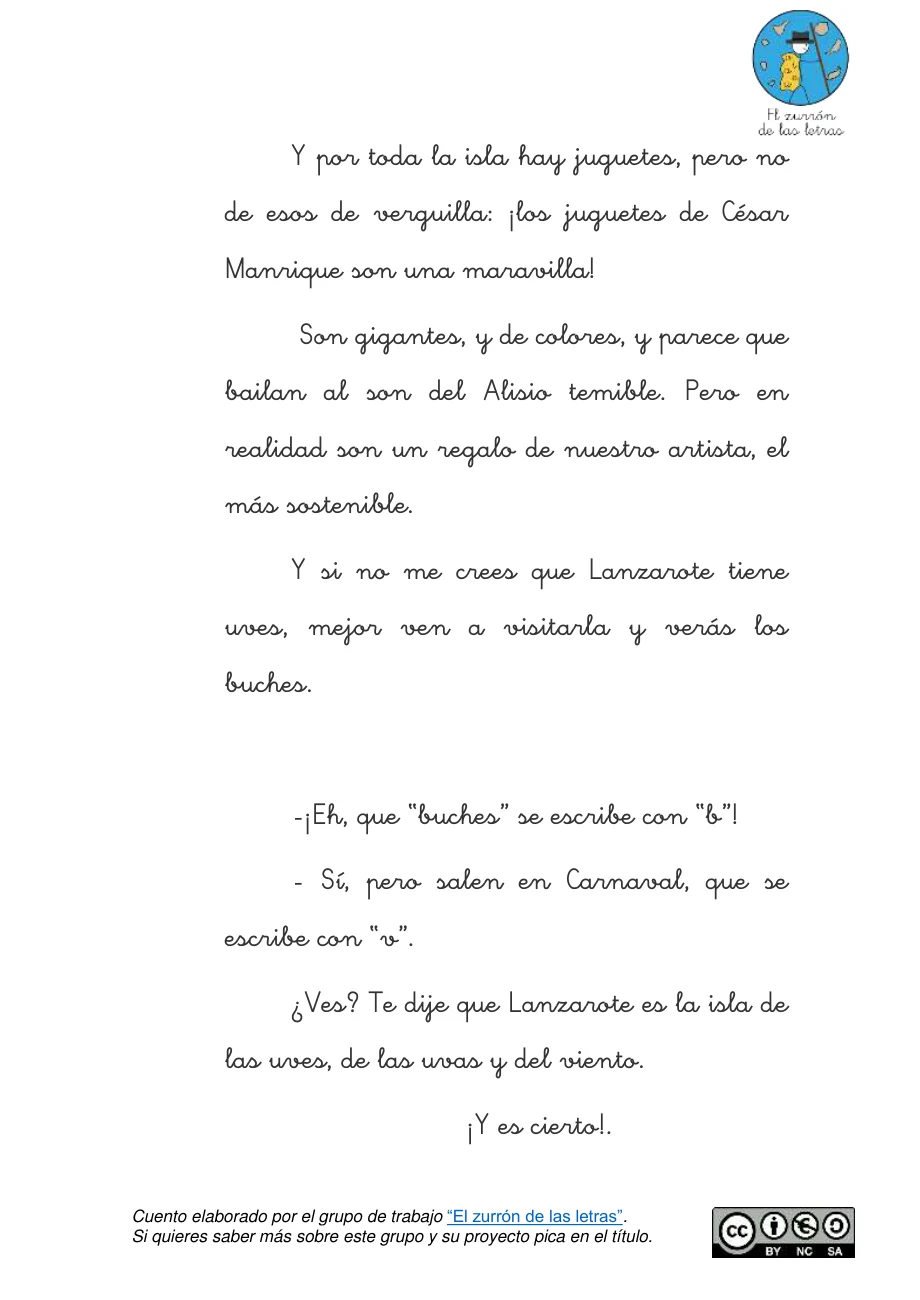 El zurrón
de las letras
Y por toda la isla hay juguetes, pero no
de esos de verguilla: ¡los juguetes de César
Manrique son una maravilla!
Son gigantes, y de colores, y parece que
bailan al son del Alisio temible. Pero en
realidad son un regalo de nuestro artista, el
más sostenible.
Y si no me crees que Lanzarote tiene
uves, mejor ven a visitarla y verás los
buches.
-¡Eh, que “buches” se escribe con “b”!
- Sí, pero salen en Carnaval, que se
escribe con “v”.
¿Ves? Te dije que Lanzarote es la isla de
las uves, de las uvas y del viento.
¡Y es cierto!.
Cuento elaborado por el grupo de trabajo “El zurrón de las letras”.
Si quieres saber más sobre este grupo y su proyecto pica en el título.
cc BY NC SA